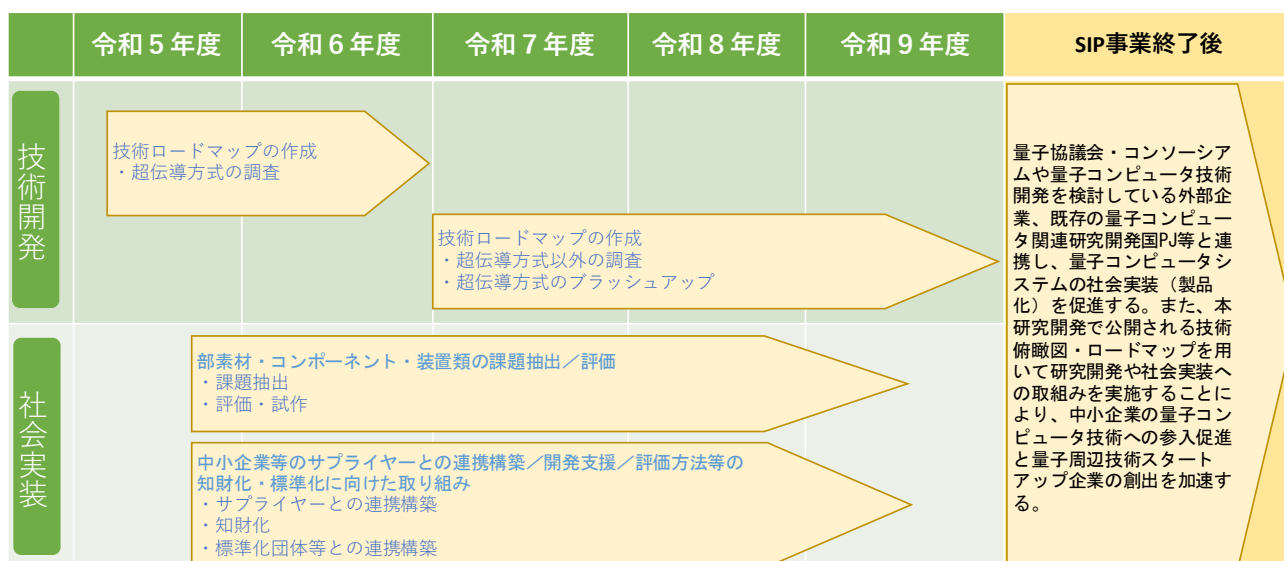 令和５年度
令和６年度
令和７年度
令和８年度
令和９年度
SIP事業終了後
技術開発
技術ロードマップの作成
・超伝導方式の調査
技術ロードマップの作成
・超伝導方式以外の調査
・超伝導方式のブラッシュアップ
社会実装
部素材・コンポーネント・装置類の課題抽出／評価
・課題抽出
・評価・試作
中小企業等のサプライヤーとの連携構築／開発支援／評価方法等の
知財化・標準化に向けた取り組み
・サプライヤーとの連携構築
・知財化
・標準化団体等との連携構築
量子協議会・コンソーシア
ムや量子コンピュータ技術
開発を検討している外部企
業、既存の量子コンピュー
タ関連研究開発国PJ等と連
携し、量子コンピュータシ
ステムの社会実装（製品
化）を促進する。また、本
研究開発で公開される技術
俯瞰図・ロードマップを用
いて研究開発や社会実装へ
の取組みを実施することに
より、中小企業の量子コン
ピュータ技術への参入促進
と量子周辺技術スタート
アップ企業の創出を加速す
る。